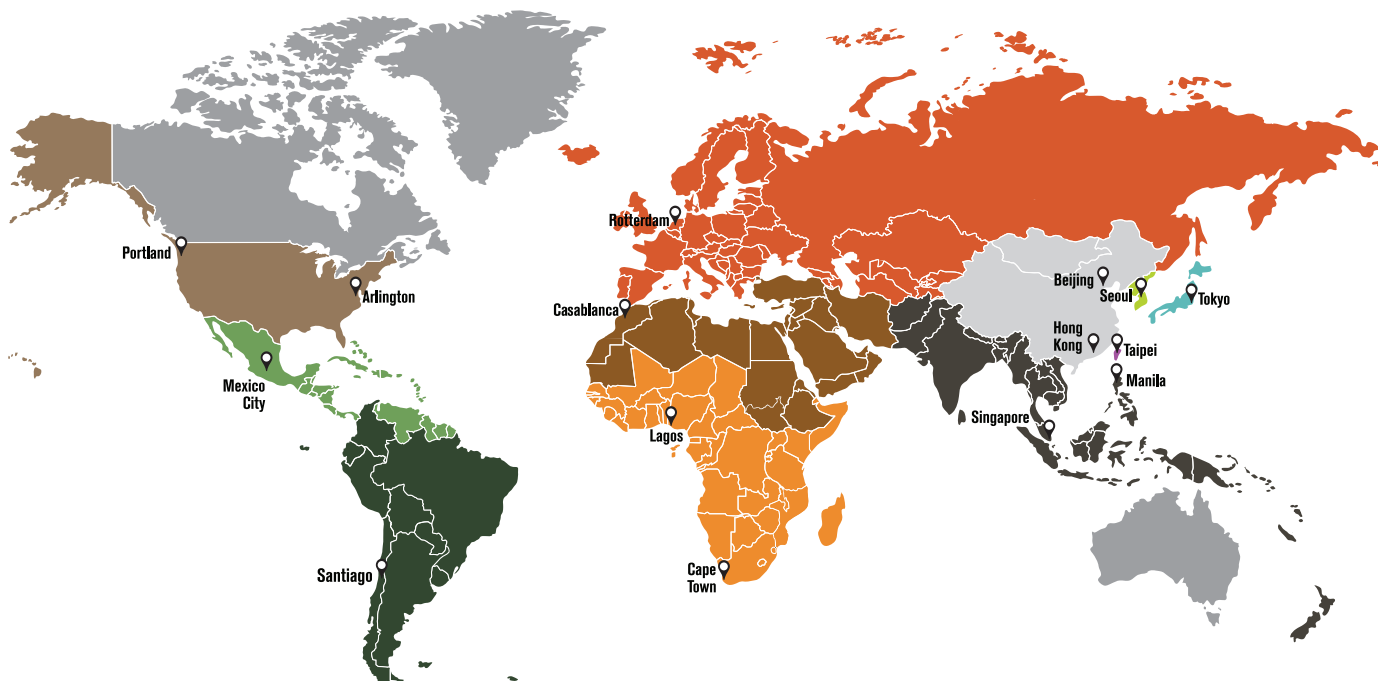 Rotterdam
Portland
Beijing
Arlington
Seoul
Tokyo
Casablanca
Hong
Kong
Taipei
Mexico
City
Manila
Singapore
Lagos
Santiago
Cape
Town